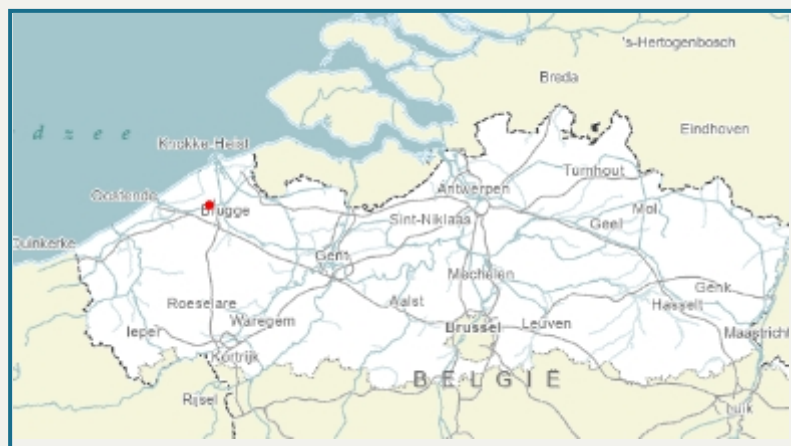 's-Hertogenbosch
Breda
d z e e
Eindhoven
Knokke-Heist
Turnhout
Antwerpen
Oostende
Mol
Brugge
Sint-Niklaas
Geel
Duinkerke
Gent
Mechelen
Genk
Roeselare
Aalst
Hasselt
Waregem
Brussel
Leuven
Ieper
Maastricht
Kortrijk
BELGIË
Rijsel
Luik